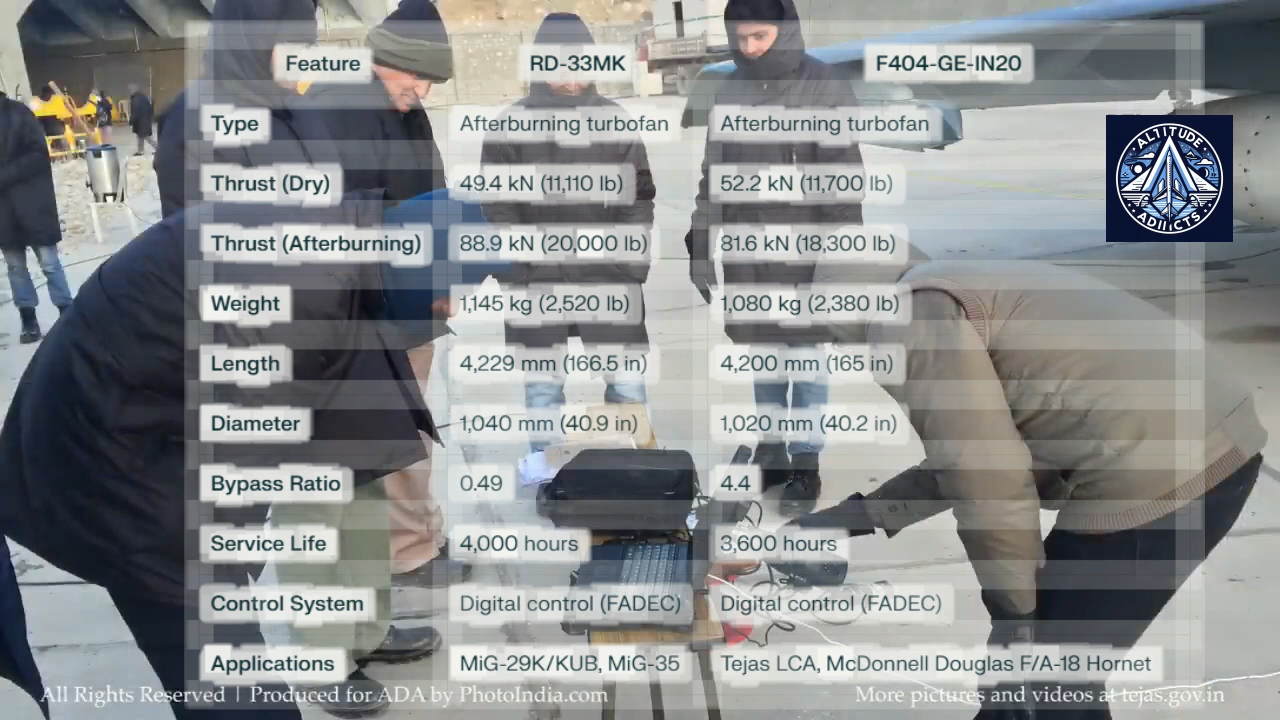 Feature RD-33MK F404-GE-IN20
Type Afterburning turbofan Afterburning turbofan
ALTITUDE
ADIIICTS
Thrust (Dry) 49.4 kN (11,110 lb) 52.2 kN (11,700 lb)
Thrust (Afterburning) 88.9 kN (20,000 lb) 81.6 kN (18,300 lb)
Weight 1,145 kg (2,520 lb) 1,080 kg (2,380 lb)
Length 4,229 mm (166.5 in) 4,200 mm (165 in)
Diameter 1,040 mm (40.9 in) 1,020 mm (40.2 in)
Bypass Ratio 0.49 4.4
Service Life 4,000 hours 3,600 hours
Control System Digital control (FADEC) Digital control (FADEC)
Applications MiG-29K/KUB, MiG-35 Tejas LCA, McDonnell Douglas F/A-18 Hornet
All Rights Reserved | Produced for ADA by PhotoIndia.com More pictures and videos at tejas.gov.in